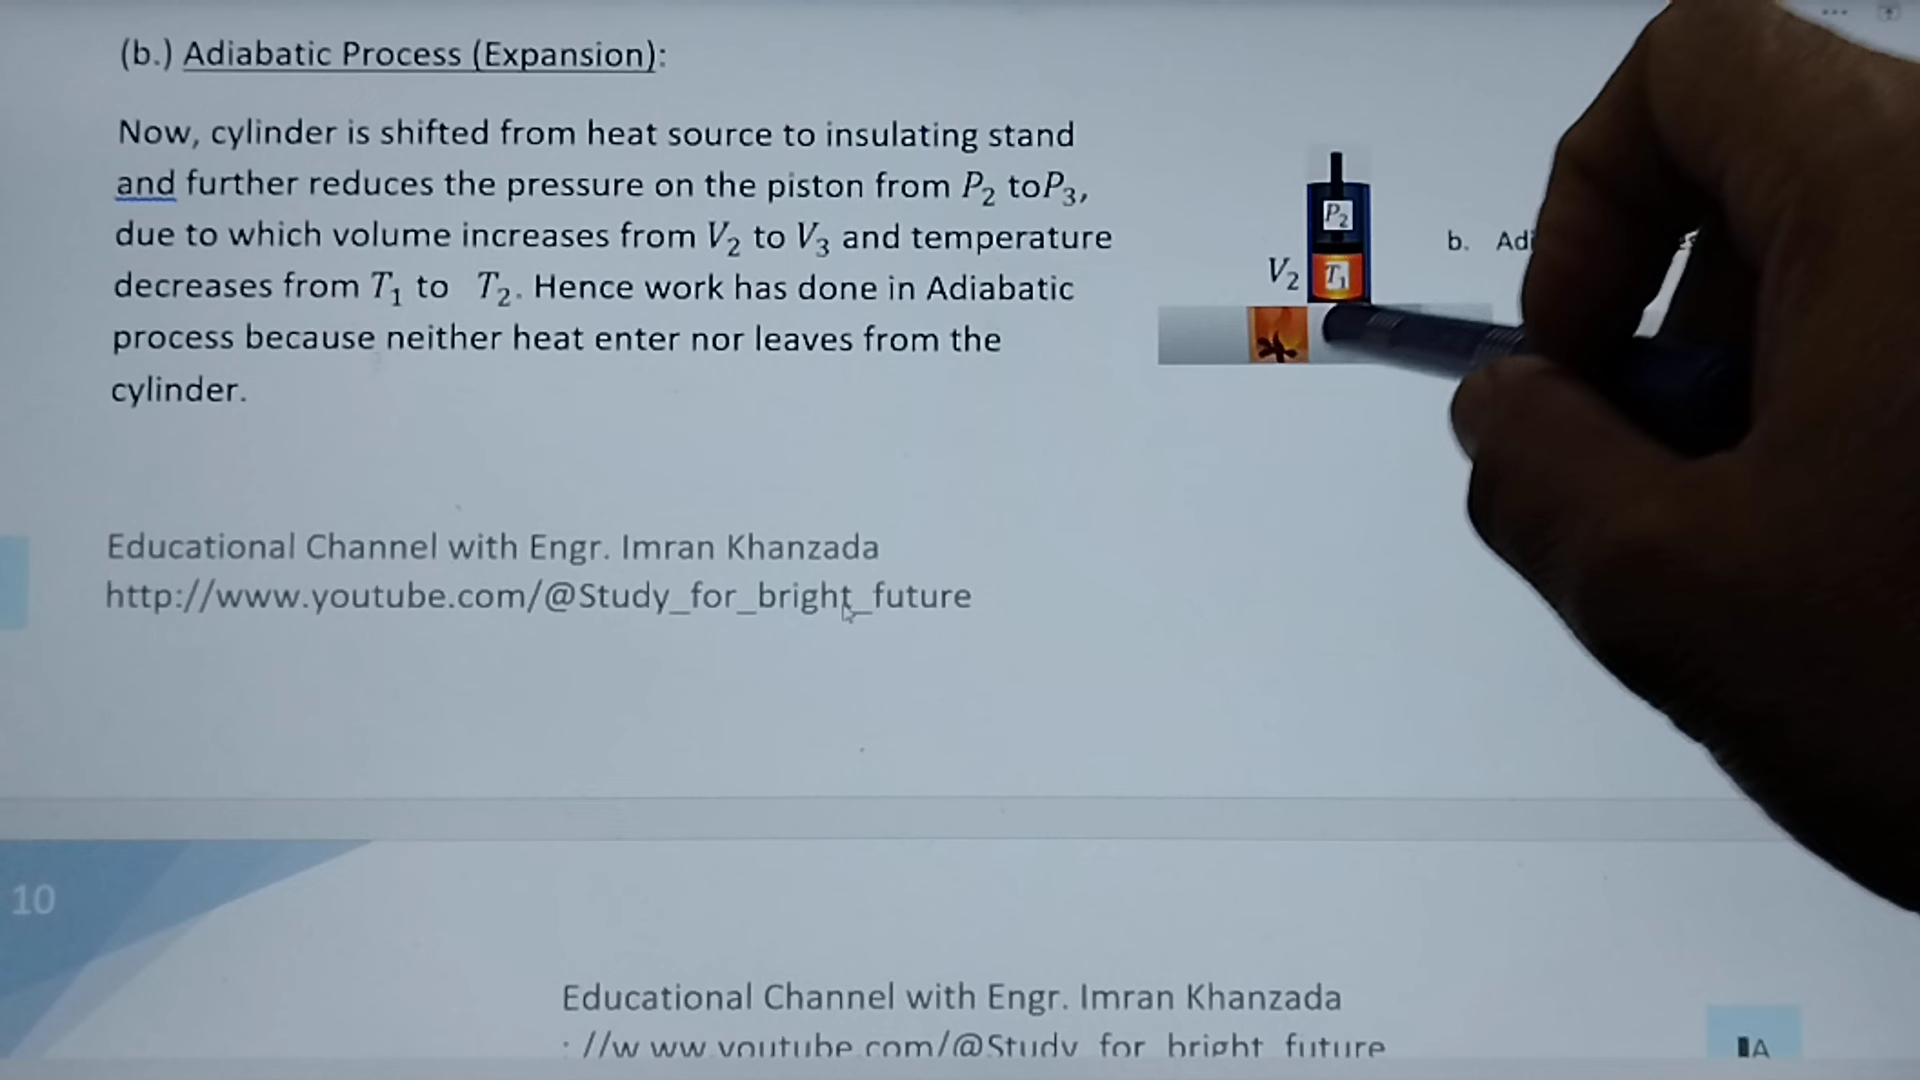 (b.) Adiabatic Process (Expansion):
Now, cylinder is shifted from heat source to insulating stand
and further reduces the pressure on the piston from P₂ toP₃,
due to which volume increases from V₂ to V₃ and temperature
decreases from T₁ to T₂. Hence work has done in Adiabatic
process because neither heat enter nor leaves from the
cylinder.
P₂
V₂ T₁
b.
Educational Channel with Engr. Imran Khanzada
http://www.youtube.com/@Study_for_bright_future
10
Educational Channel with Engr. Imran Khanzada
: //w ww.youtube.com/@Study_for_bright_future
A